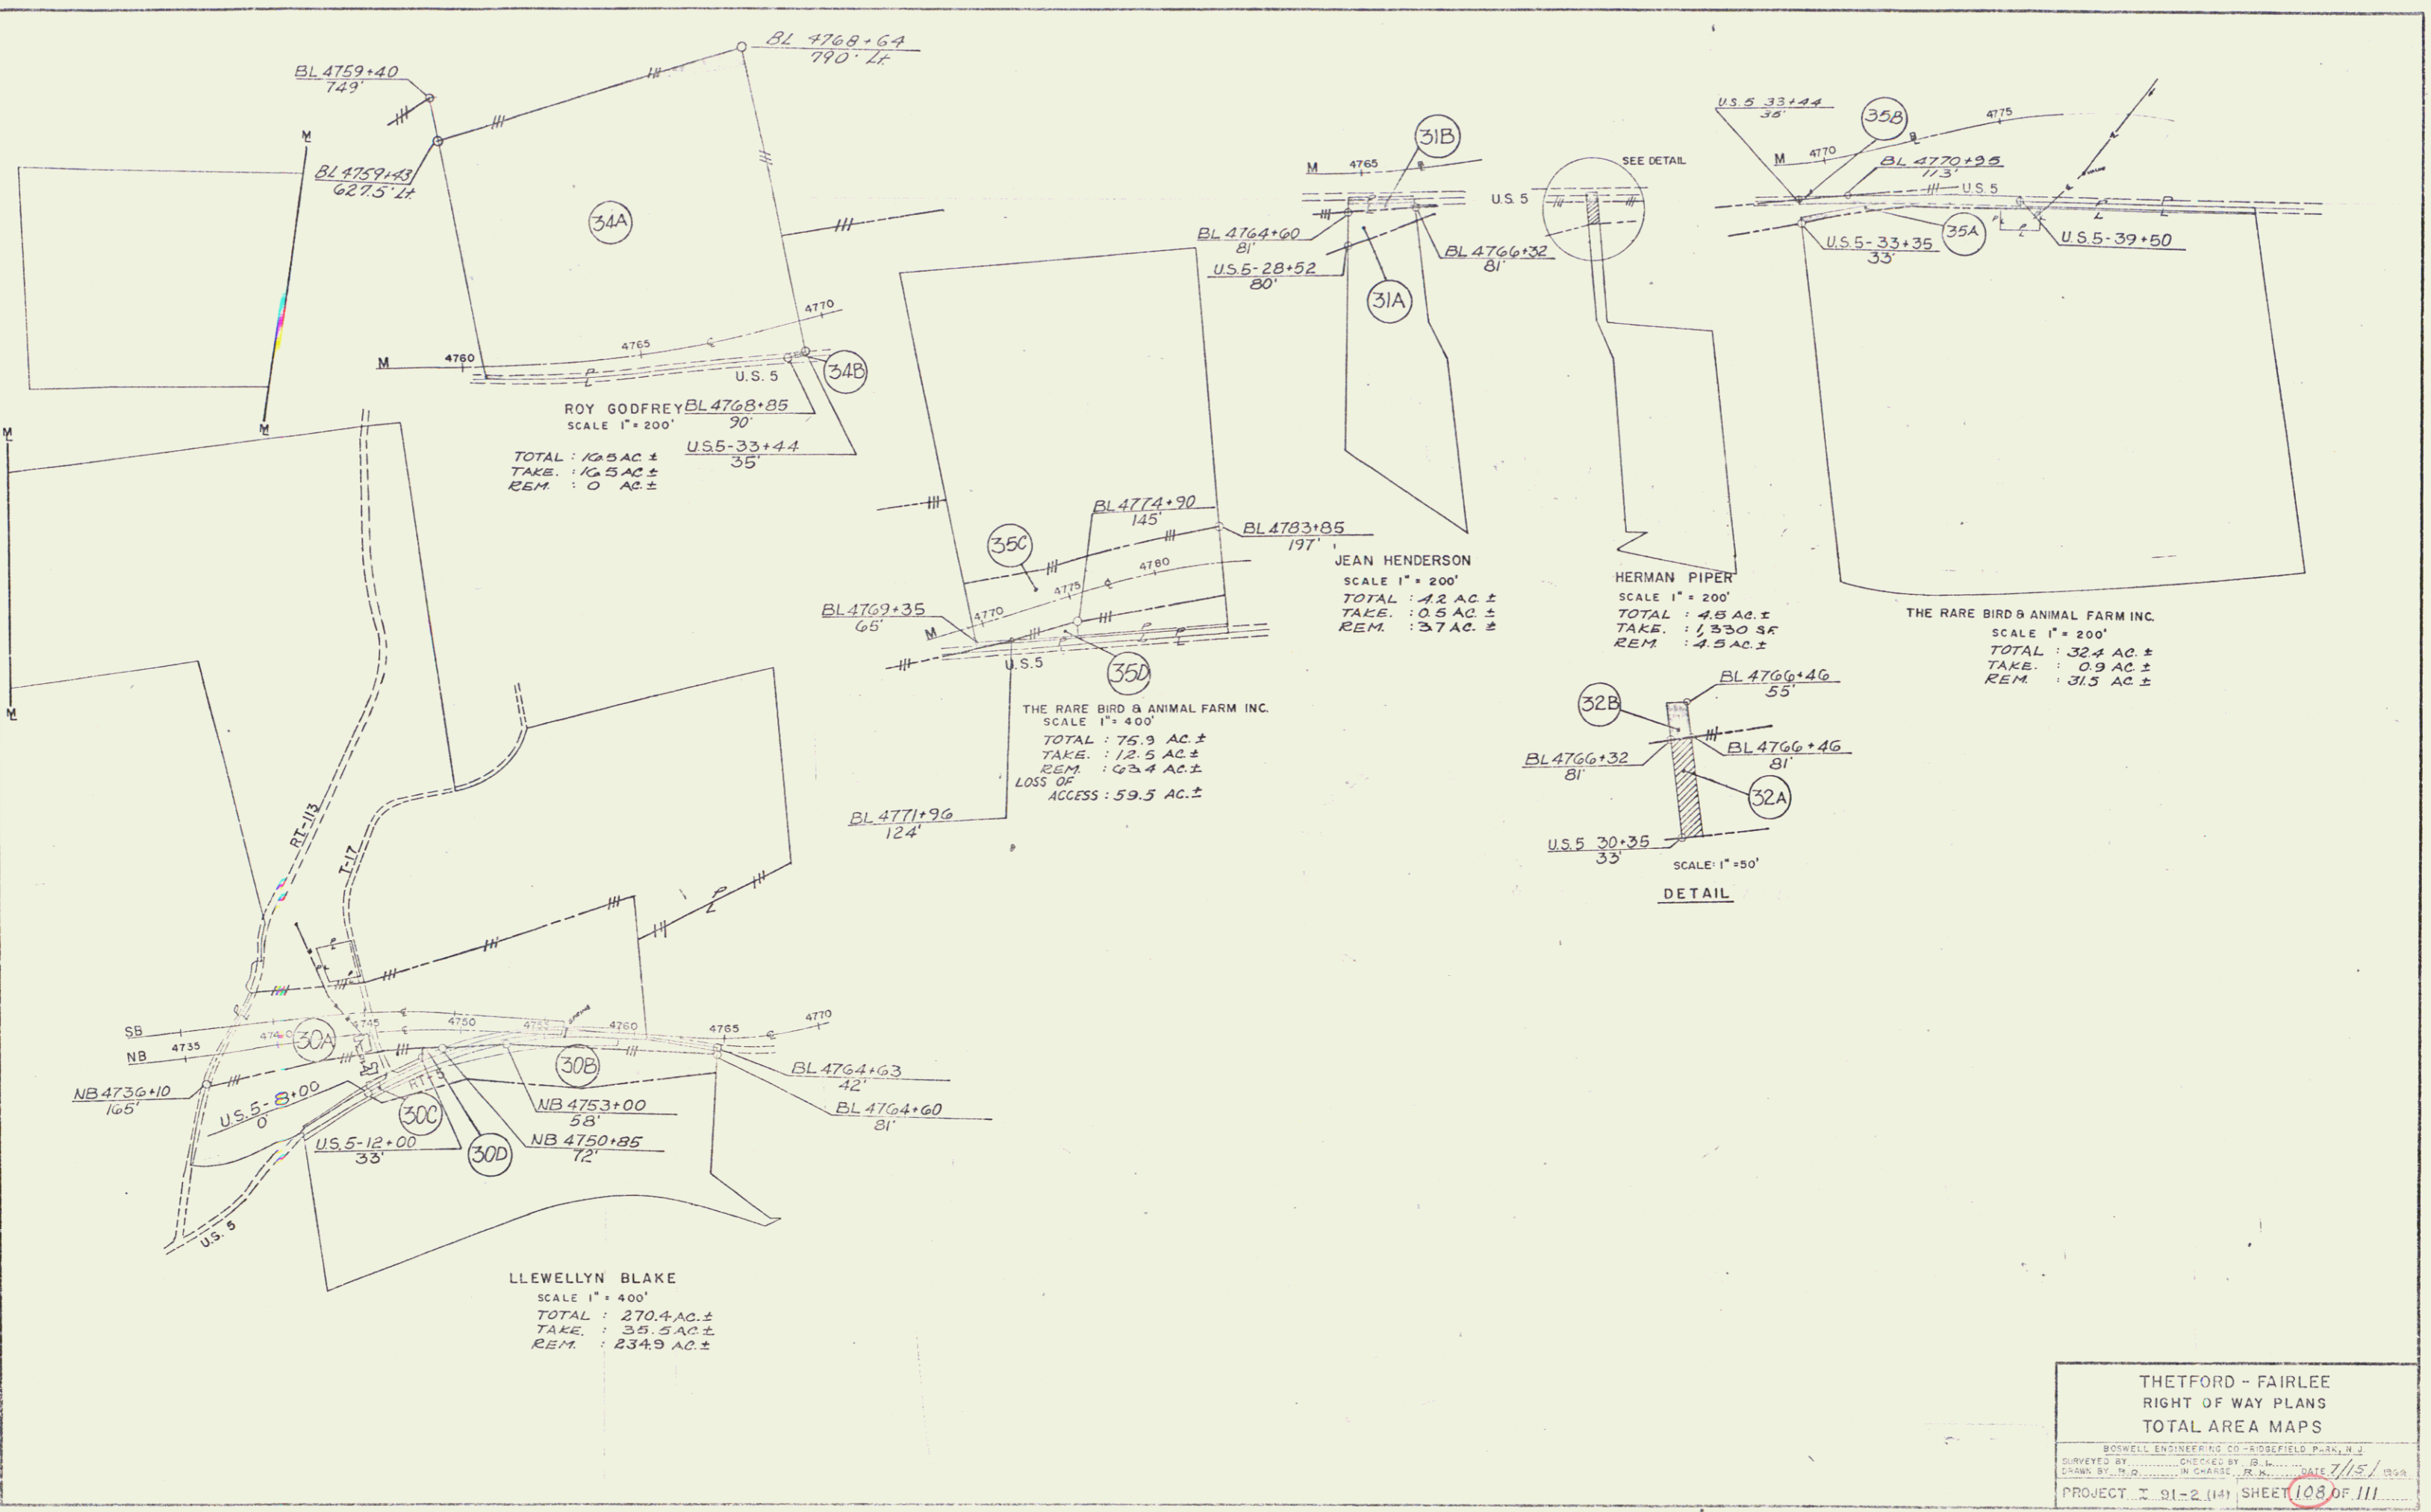 BL 4759+40
749'
BL 4768+64
790' Lt.
M
BL 4759+43
627.5' Lt.
34A
4770
4765
M 4760
U.S. 5
34B
ROY GODFREY
SCALE 1" = 200'
BL 4768+85
90'
U.S.5-33+44
35'
TOTAL : 16.5 AC. ±
TAKE. : 16.5 AC ±
REM. : 0 AC. ±
35C
BL 4774+90
145'
BL 4783+85
197'
4780
4775
4770
M
BL 4769+35
65'
U.S.5
35D
THE RARE BIRD & ANIMAL FARM INC.
SCALE 1" = 400'
TOTAL : 75.9 AC. ±
TAKE. : 12.5 AC. ±
REM. : 63.4 AC. ±
LOSS OF
ACCESS : 59.5 AC. ±
BL 4771+96
124'
31B
M 4765
BL 4764+60
81'
U.S.5-28+52
80'
BL 4766+32
81'
31A
JEAN HENDERSON
SCALE 1" = 200'
TOTAL : 4.2 AC. ±
TAKE. : 0.5 AC. ±
REM. : 3.7 AC. ±
SEE DETAIL
U.S. 5
HERMAN PIPER
SCALE 1" = 200'
TOTAL : 4.5 AC. ±
TAKE. : 1,330 SF.
REM. : 4.5 AC. ±
32B
BL 4766+46
55'
BL 4766+32
81'
BL 4766+46
81'
32A
U.S.5 30+35
33'
SCALE: 1" = 50'
DETAIL
U.S.5 33+44
35'
35B
4775
M 4770
BL 4770+95
113'
U.S. 5
35A
U.S.5-33+35
33'
U.S.5-39+50
THE RARE BIRD & ANIMAL FARM INC.
SCALE 1" = 200'
TOTAL : 32.4 AC. ±
TAKE. : 0.9 AC. ±
REM. : 31.5 AC. ±
RT-113
T-17
SB
NB 4735
30A
4745
4750
4760
4765
4770
30B
NB 4736+10
165'
U.S.5-8+00
0'
RT-5
30C
U.S.5-12+00
33'
30D
NB 4753+00
58'
NB 4750+85
72'
BL 4764+63
42'
BL 4764+60
81'
U.S. 5
LLEWELLYN BLAKE
SCALE 1" = 400'
TOTAL : 270.4 AC. ±
TAKE. : 35.5 AC ±
REM. : 234.9 AC. ±
THETFORD - FAIRLEE
RIGHT OF WAY PLANS
TOTAL AREA MAPS
BOSWELL ENGINEERING CO - RIDGEFIELD PARK, N.J.
SURVEYED BY CHECKED BY
DRAWN BY IN CHARGE R.K. DATE 7/15/
PROJECT I 91-2 (14) SHEET 108 OF 111